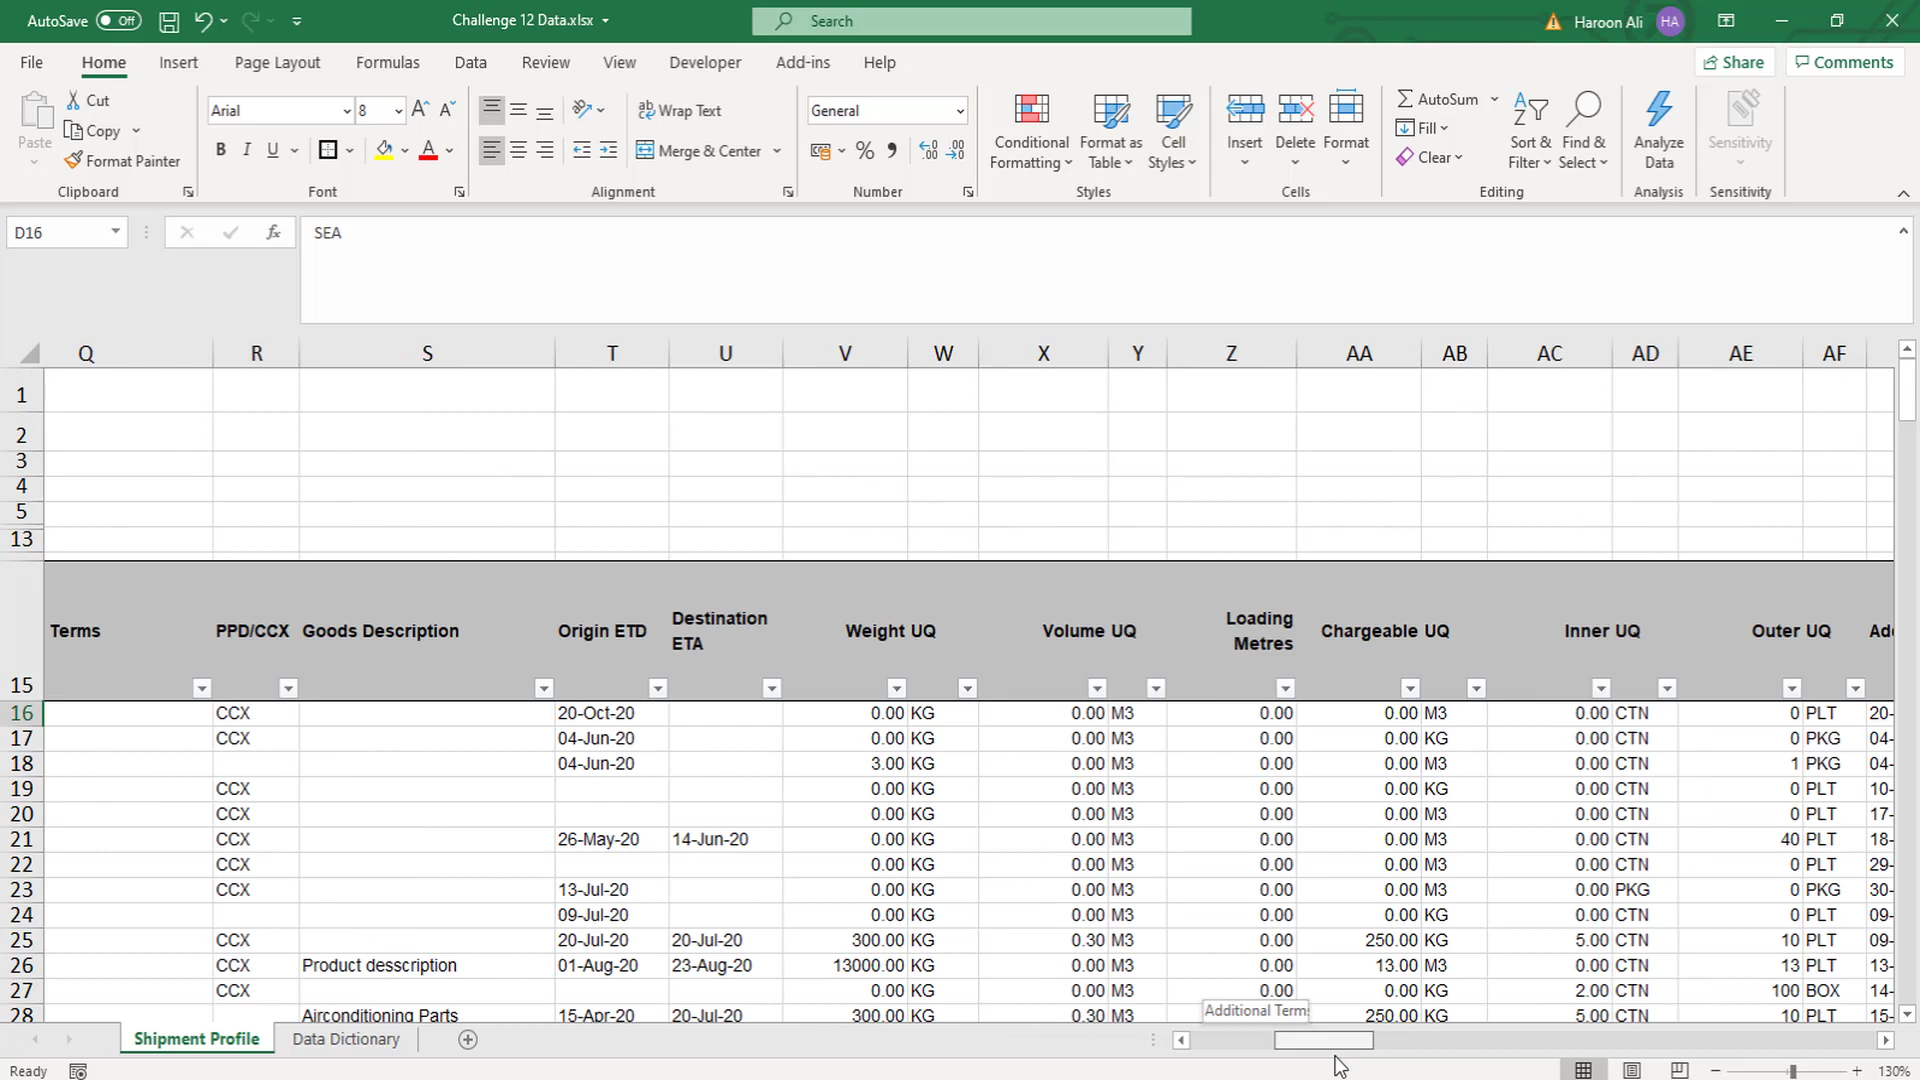 AutoSave Off Challenge 12 Data.xlsx Search Haroon Ali HA
File Home Insert Page Layout Formulas Data Review View Developer Add-ins Help Share Comments
Paste Cut Copy Format Painter Clipboard
Arial 8 B I U Font
Wrap Text Merge & Center Alignment
General % Number
Conditional Formatting Format as Table Cell Styles Styles
Insert Delete Format Cells
AutoSum Fill Clear Sort & Filter Find & Select Editing
Analyze Data Analysis
Sensitivity Sensitivity
D16 fx SEA
Q R S T U V W X Y Z AA AB AC AD AE AF
1
2
3
4
5
13
15 Terms PPD/CCX Goods Description Origin ETD Destination ETA Weight UQ Volume UQ Loading Metres Chargeable UQ Inner UQ Outer UQ
16 CCX 20-Oct-20 0.00 KG 0.00 M3 0.00 0.00 M3 0.00 CTN 0 PLT 20-
17 CCX 04-Jun-20 0.00 KG 0.00 M3 0.00 0.00 KG 0.00 CTN 0 PKG 04-
18 04-Jun-20 3.00 KG 0.00 M3 0.00 0.00 M3 0.00 CTN 1 PKG 04-
19 CCX 0.00 KG 0.00 M3 0.00 0.00 KG 0.00 CTN 0 PLT 10-
20 CCX 0.00 KG 0.00 M3 0.00 0.00 M3 0.00 CTN 0 PLT 17-
21 CCX 26-May-20 14-Jun-20 0.00 KG 0.00 M3 0.00 0.00 M3 0.00 CTN 40 PLT 18-
22 CCX 0.00 KG 0.00 M3 0.00 0.00 M3 0.00 CTN 0 PLT 29-
23 CCX 13-Jul-20 0.00 KG 0.00 M3 0.00 0.00 M3 0.00 PKG 0 PKG 30-
24 09-Jul-20 0.00 KG 0.00 M3 0.00 0.00 KG 0.00 CTN 0 PLT 09-
25 CCX 20-Jul-20 20-Jul-20 300.00 KG 0.30 M3 0.00 250.00 KG 5.00 CTN 10 PLT 09-
26 CCX Product desscription 01-Aug-20 23-Aug-20 13000.00 KG 0.00 M3 0.00 13.00 M3 0.00 CTN 13 PLT 13-
27 CCX 0.00 KG 0.00 M3 0.00 0.00 KG 2.00 CTN 100 BOX 14-
28 Airconditioning Parts 15-Apr-20 20-Jul-20 300.00 KG 0.30 M3 250.00 KG 5.00 CTN 10 PLT 15-
Additional Terms
Shipment Profile Data Dictionary
Ready 130%